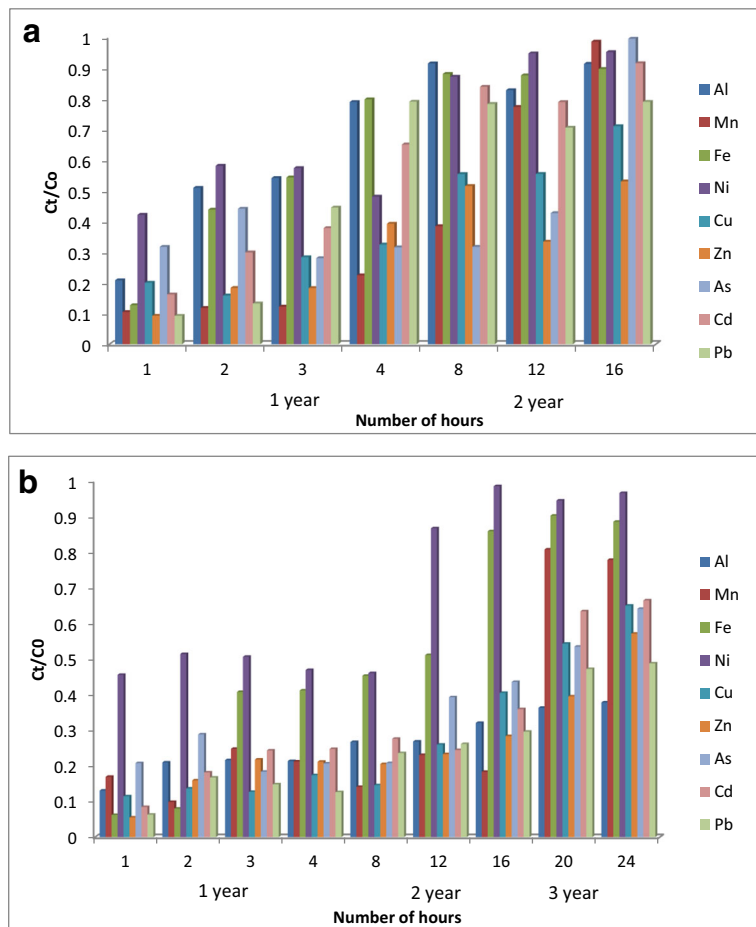 a
1
0.9
0.8
0.7
0.6
0.5
0.4
0.3
0.2
0.1
0
Ct/Co
1 2 3 4 8 12 16
1 year 2 year
Number of hours
Al
Mn
Fe
Ni
Cu
Zn
As
Cd
Pb
b
1
0.9
0.8
0.7
0.6
0.5
0.4
0.3
0.2
0.1
0
Ct/C0
1 2 3 4 8 12 16 20 24
1 year 2 year 3 year
Number of hours
Al
Mn
Fe
Ni
Cu
Zn
As
Cd
Pb